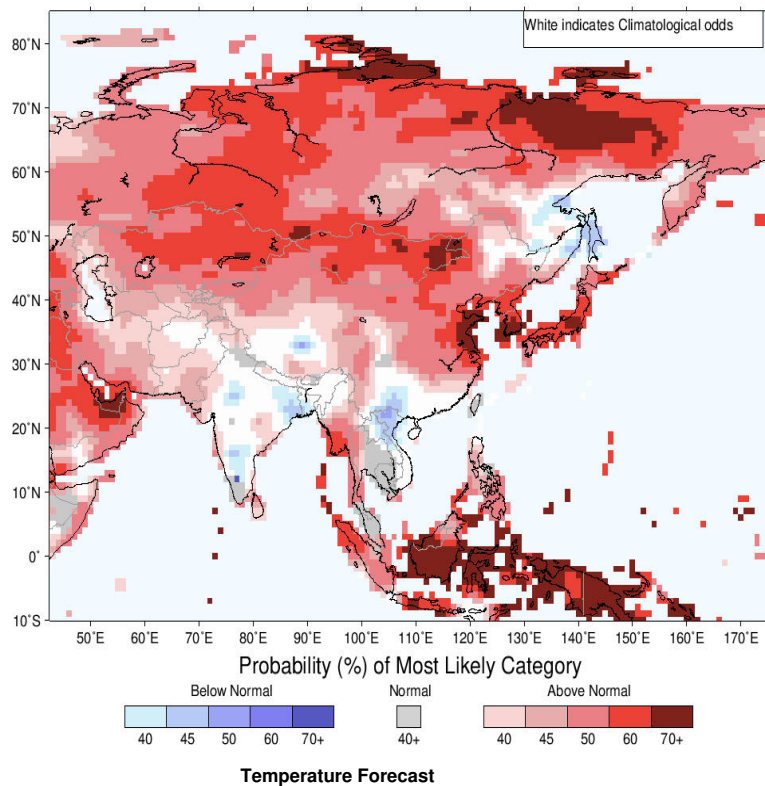 White indicates Climatological odds
80°N
70°N
60°N
50°N
40°N
30°N
20°N
10°N
0°
10°S
50°E 60°E 70°E 80°E 90°E 100°E 110°E 120°E 130°E 140°E 150°E 160°E 170°E
Probability (%) of Most Likely Category
Below Normal Normal Above Normal
40 45 50 60 70+ 40+ 40 45 50 60 70+
Temperature Forecast